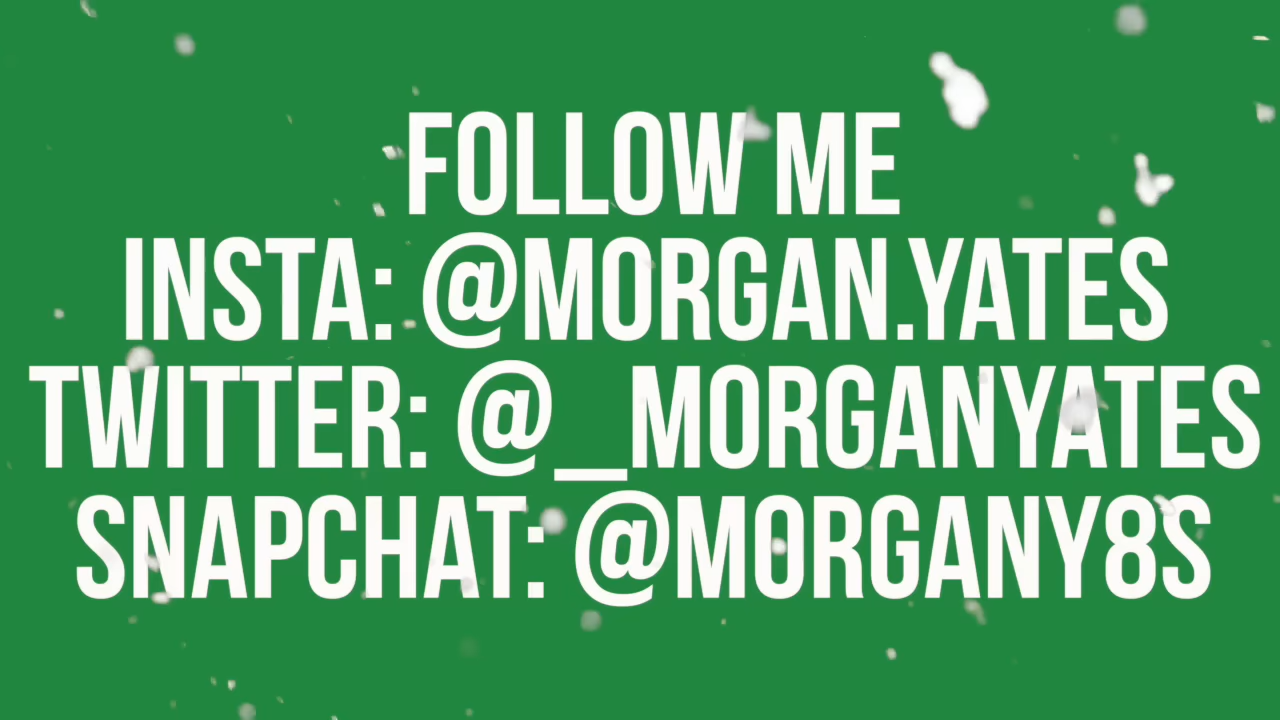 FOLLOW ME
INSTA: @MORGAN.YATES
TWITTER: @_MORGANYATES
SNAPCHAT: @MORGANY8S